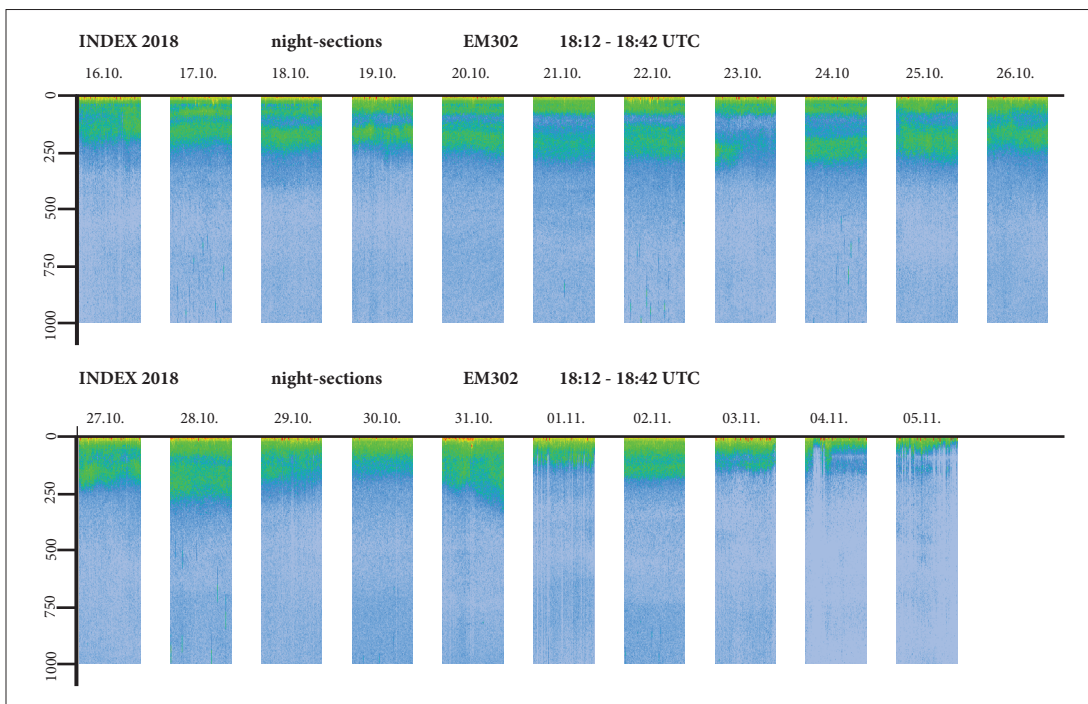 INDEX 2018 night-sections EM302 18:12 - 18:42 UTC
16.10. 17.10. 18.10. 19.10. 20.10. 21.10. 22.10. 23.10. 24.10 25.10. 26.10.
0
250
500
750
1000
INDEX 2018 night-sections EM302 18:12 - 18:42 UTC
27.10. 28.10. 29.10. 30.10. 31.10. 01.11. 02.11. 03.11. 04.11. 05.11.
0
250
500
750
1000